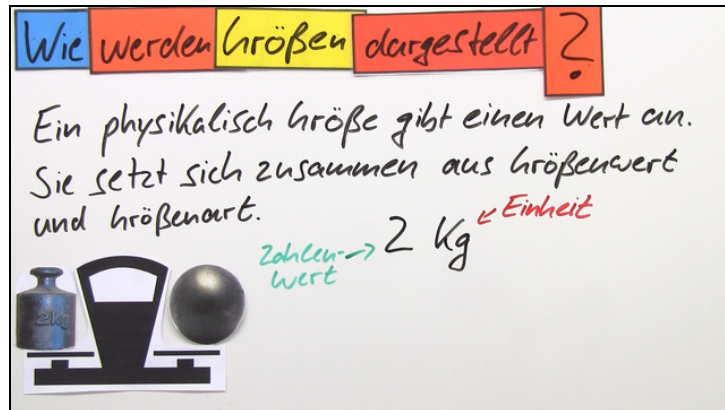 Wie werden Größen dargestellt?
Ein physikalisch Größe gibt einen Wert an.
Sie setzt sich zusammen aus Größenwert
und Größenart.
2 Kg
Einheit
Zahlen-
wert
2kg